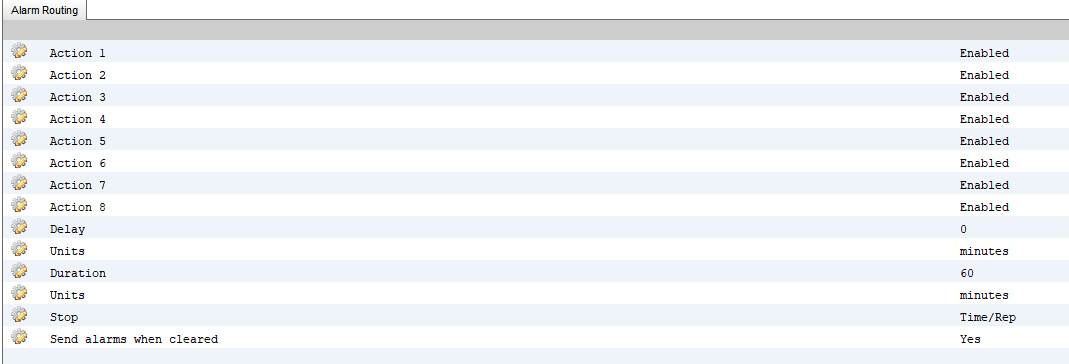 Alarm Routing
Action 1 Enabled
Action 2 Enabled
Action 3 Enabled
Action 4 Enabled
Action 5 Enabled
Action 6 Enabled
Action 7 Enabled
Action 8 Enabled
Delay 0
Units minutes
Duration 60
Units minutes
Stop Time/Rep
Send alarms when cleared Yes